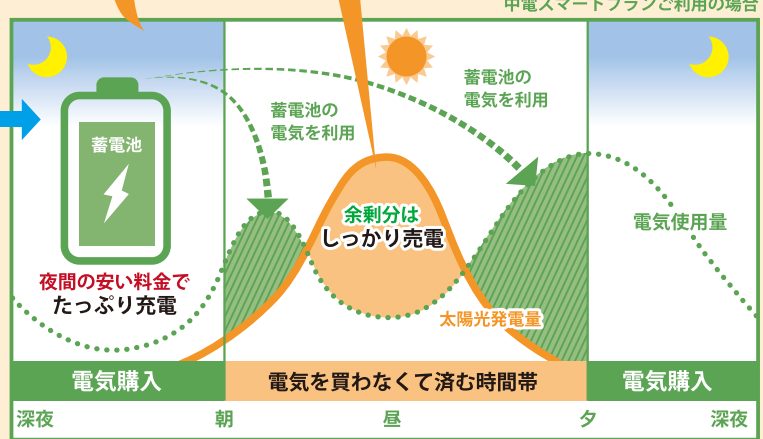 中電スマートプランご利用の場合
蓄電池の
電気を利用
蓄電池の
電気を利用
蓄電池
余剰分は
しっかり売電
電気使用量
夜間の安い料金で
たっぷり充電
太陽光発電量
電気購入
電気を買わなくて済む時間帯
電気購入
深夜 朝 昼 夕 深夜